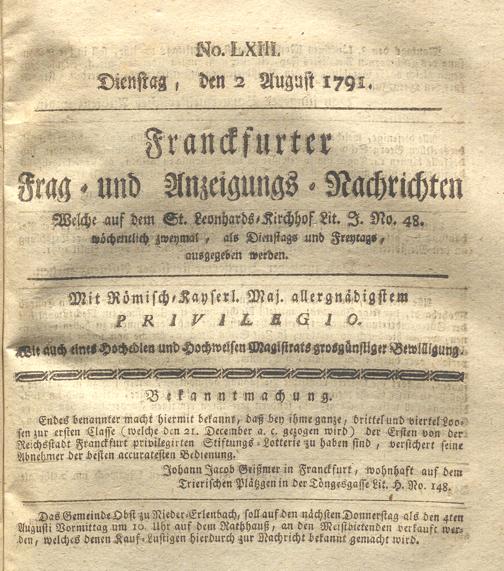 No. LXIII.
Dienstag, den 2 August 1791.
Franckfurter
Frag- und Anzeigungs-Nachrichten
Welche auf dem St. Leonhards-Kirchhof Lit. J. No. 48.
wöchentlich zweymal, als Dienstags und Freytags,
ausgegeben werden.
Mit Römisch-Kayserl. Maj. allergnädigstem
PRIVILEGIO.
Wie auch eines Hochedlen und Hochweisen Magistrats grosgünstiger Bewilligung.
Bekanntmachung.
Endes benannter macht hiermit bekannt, daß bey ihme ganze, drittel und viertel Loo-
sen zur ersten Classe (welche den 21. December a. c. gezogen wird) der Ersten von der
Reichsstadt Franckfurt privilegirten Stiftungs-Lotterie zu haben sind, versichert seine
Abnehmer der besten accuratesten Bedienung.
Johann Jacob Geißmer in Franckfurt, wohnhaft auf dem
Trierischen Plätzgen in der Töngesgasse Lit. H. No. 148.
Das Gemeinde Obst zu Nieder-Erlenbach, soll auf den nächsten Donnerstag als den 4ten
Augusti Vormittag um 10 Uhr auf dem Rathhauß, an den Meistbietenden verkauft wer-
den, welches denen Kauf-Lustigen hierdurch zur Nachricht bekannt gemacht wird.